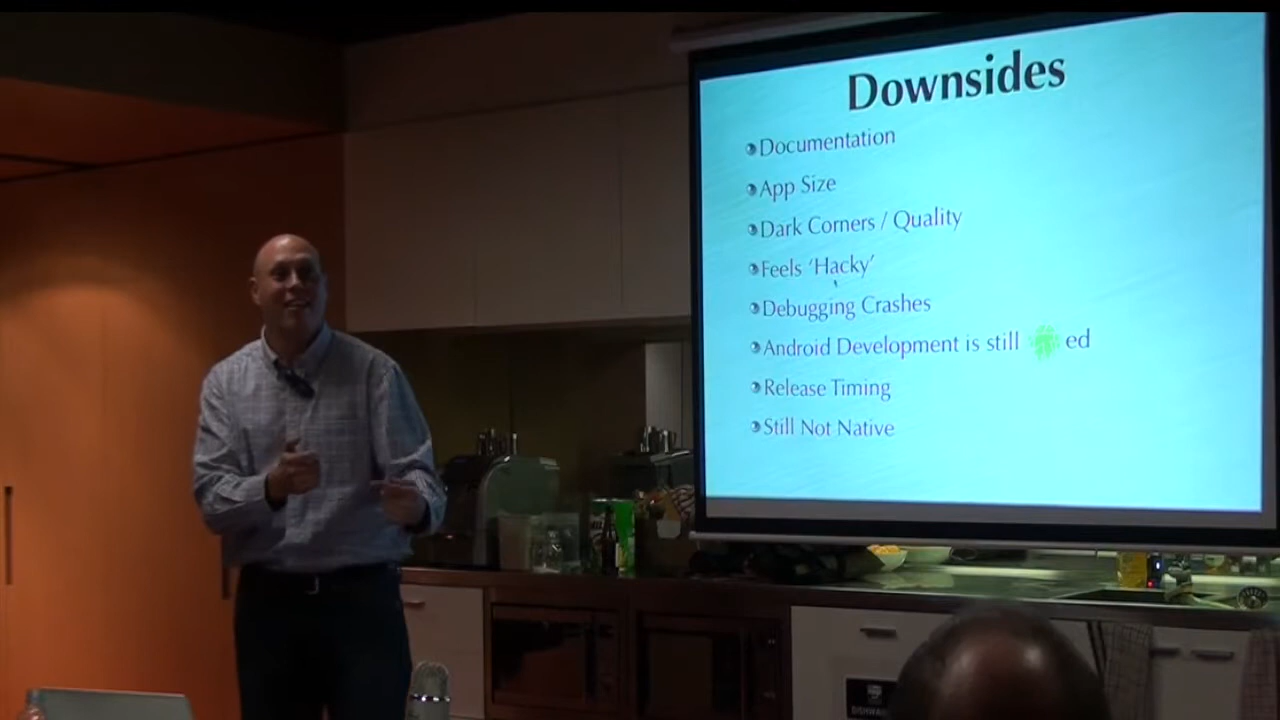 Downsides
Documentation
App Size
Dark Corners / Quality
Feels 'Hacky'
Debugging Crashes
Android Development is still ed
Release Timing
Still Not Native